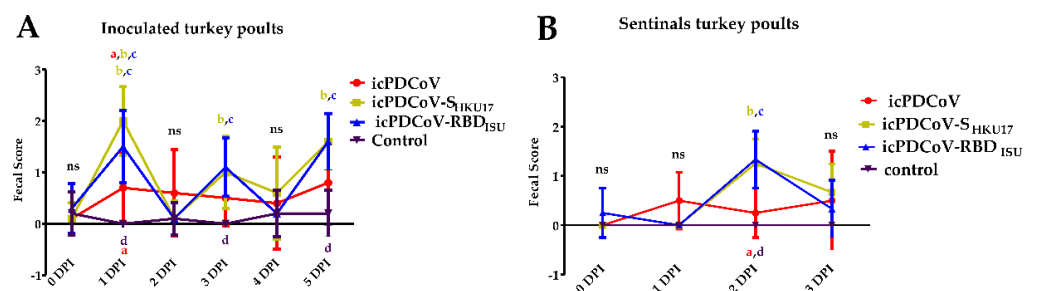 A
Inoculated turkey poults
a,b,c
b,c
b,c
b,c
ns
ns
ns
3
2
1
0
-1
Fecal Score
d
a
d
d
0 DPI
1 DPI
2 DPI
3 DPI
4 DPI
5 DPI
icPDCoV
icPDCoV-SHKU17
icPDCoV-RBDISU
Control
B
Sentinals turkey poults
b,c
ns
ns
ns
3
2
1
0
-1
Fecal Score
a,d
0 DPI
1 DPI
2 DPI
3 DPI
icPDCoV
icPDCoV-SHKU17
icPDCoV-RBD ISU
control